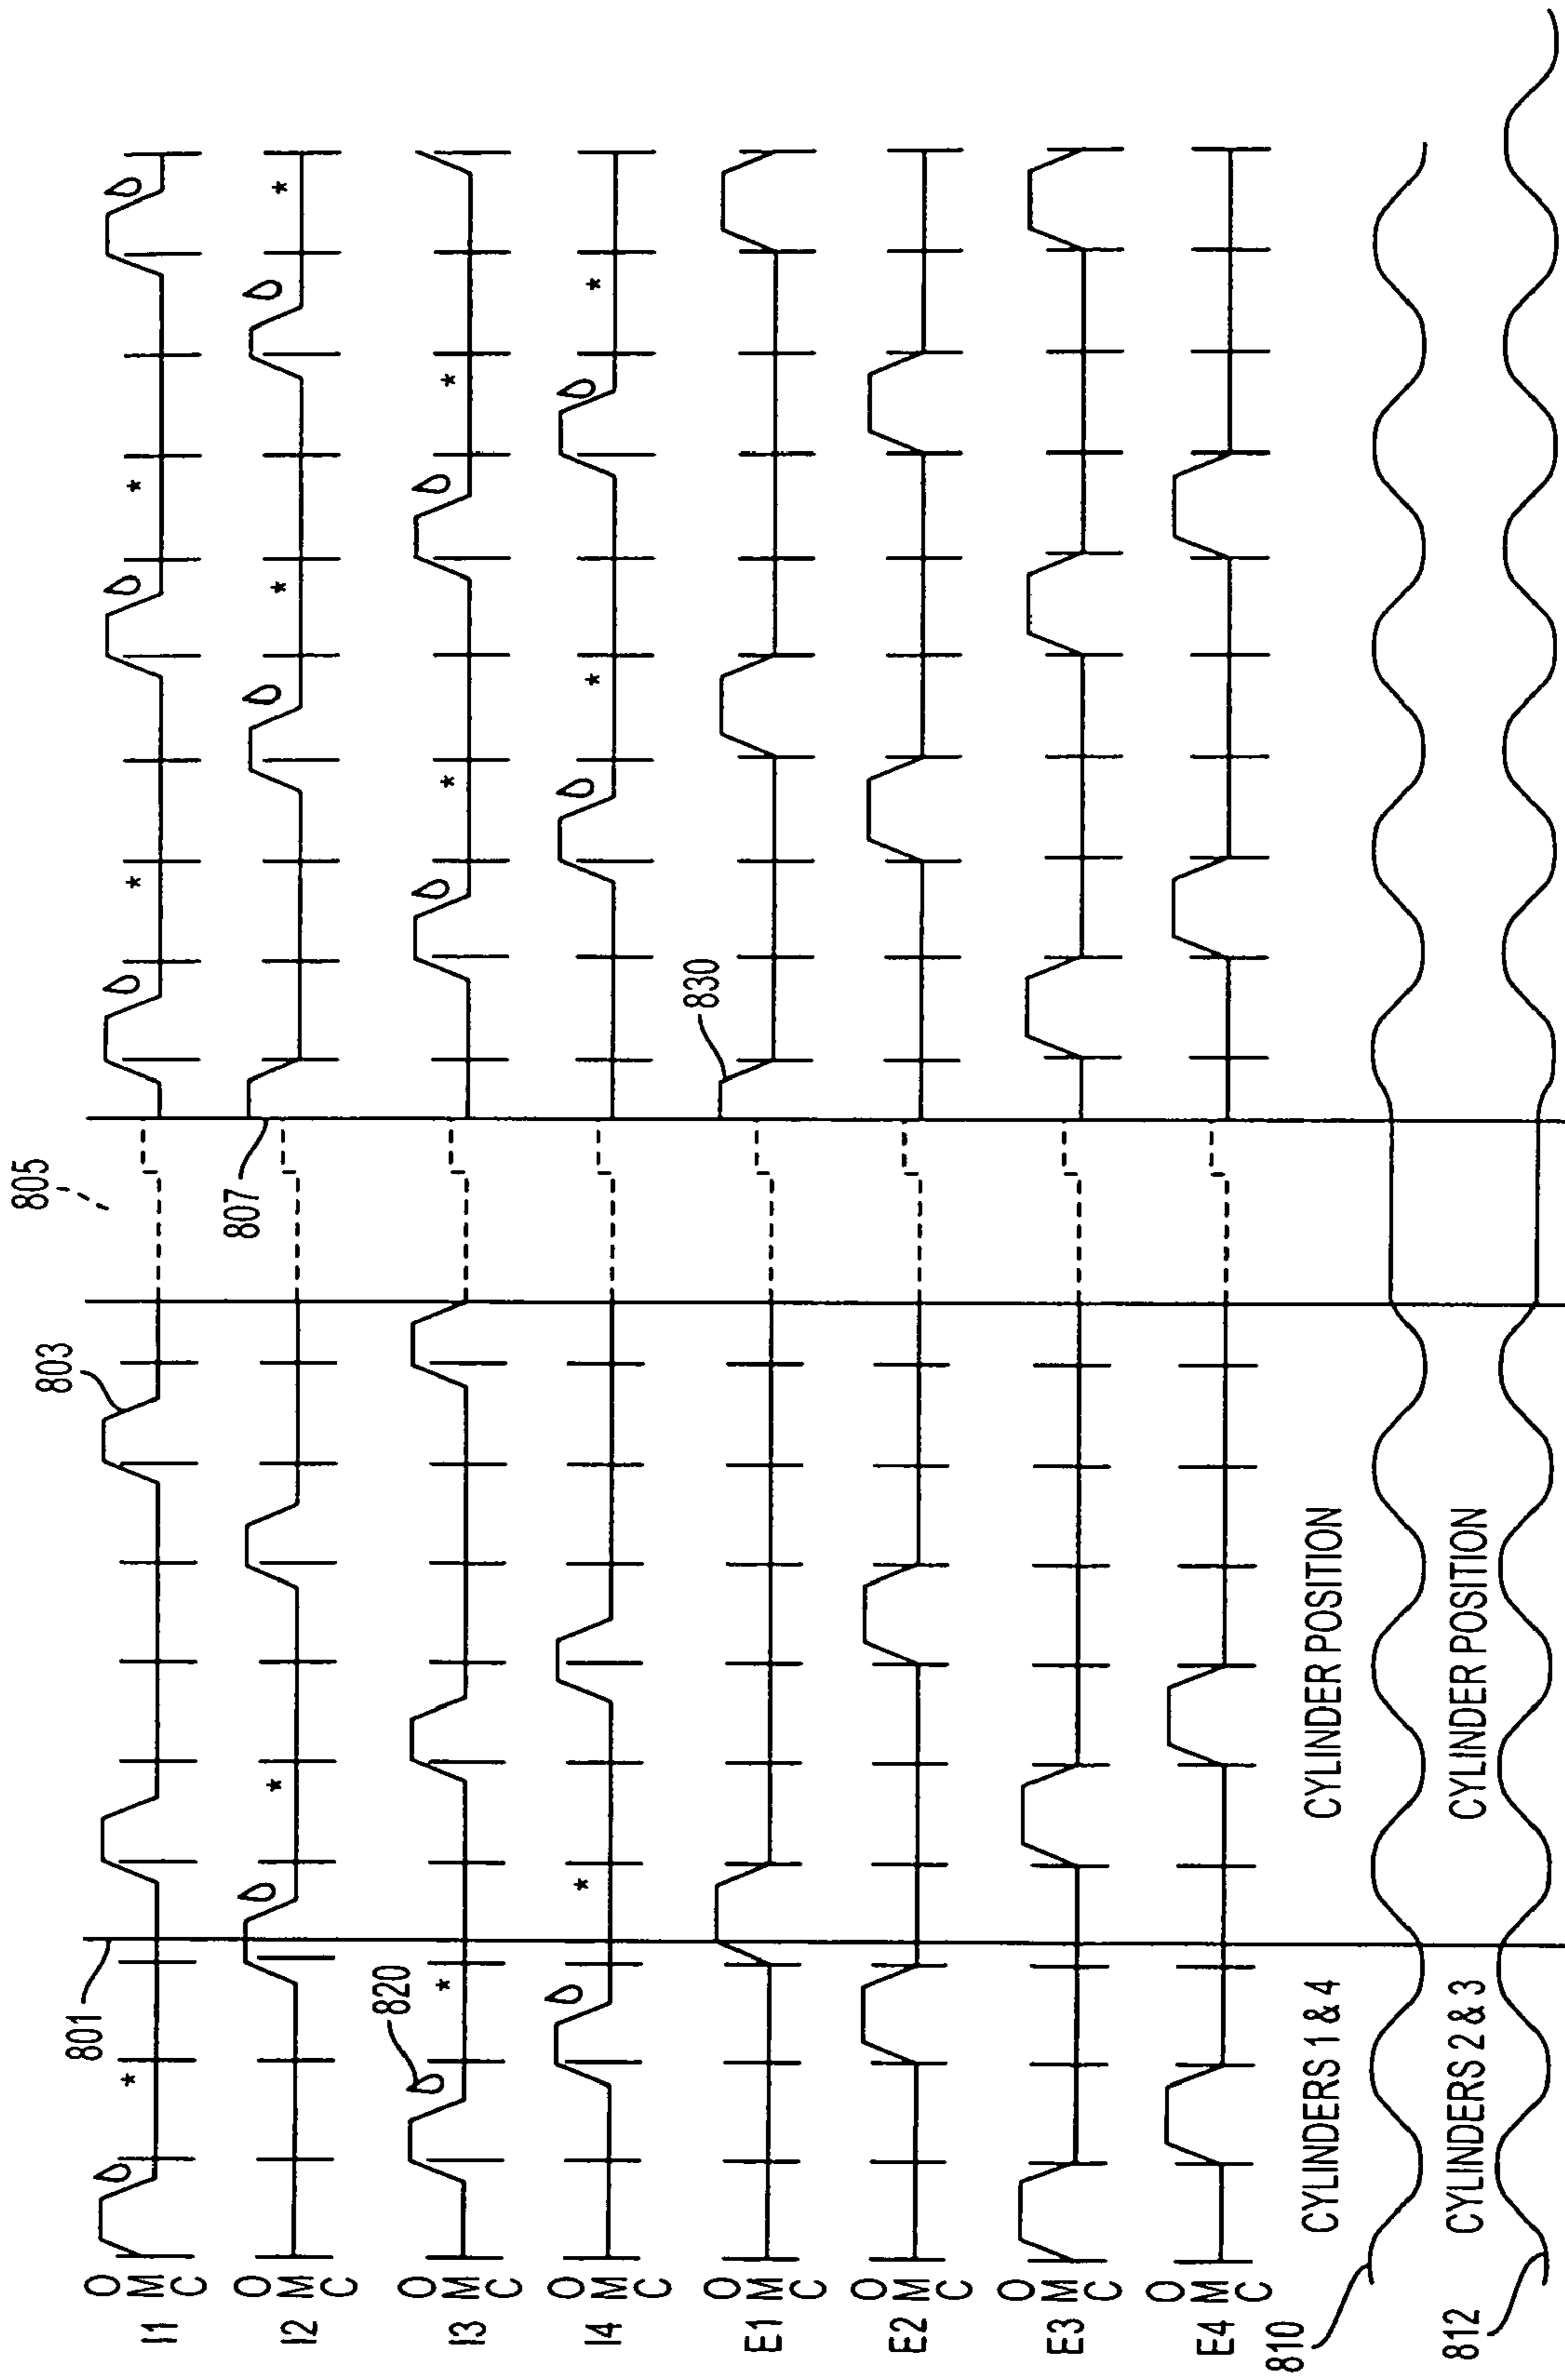 801
803
805
I1
O
M
C
*
*
*
I2
O
M
C
*
807
*
*
I3
O
M
C
820
*
*
*
I4
O
M
C
*
*
*
E1
O
M
C
830
E2
O
M
C
E3
O
M
C
E4
O
M
C
CYLINDERS 1 & 4
CYLINDER POSITION
810
CYLINDERS 2 & 3
CYLINDER POSITION
812